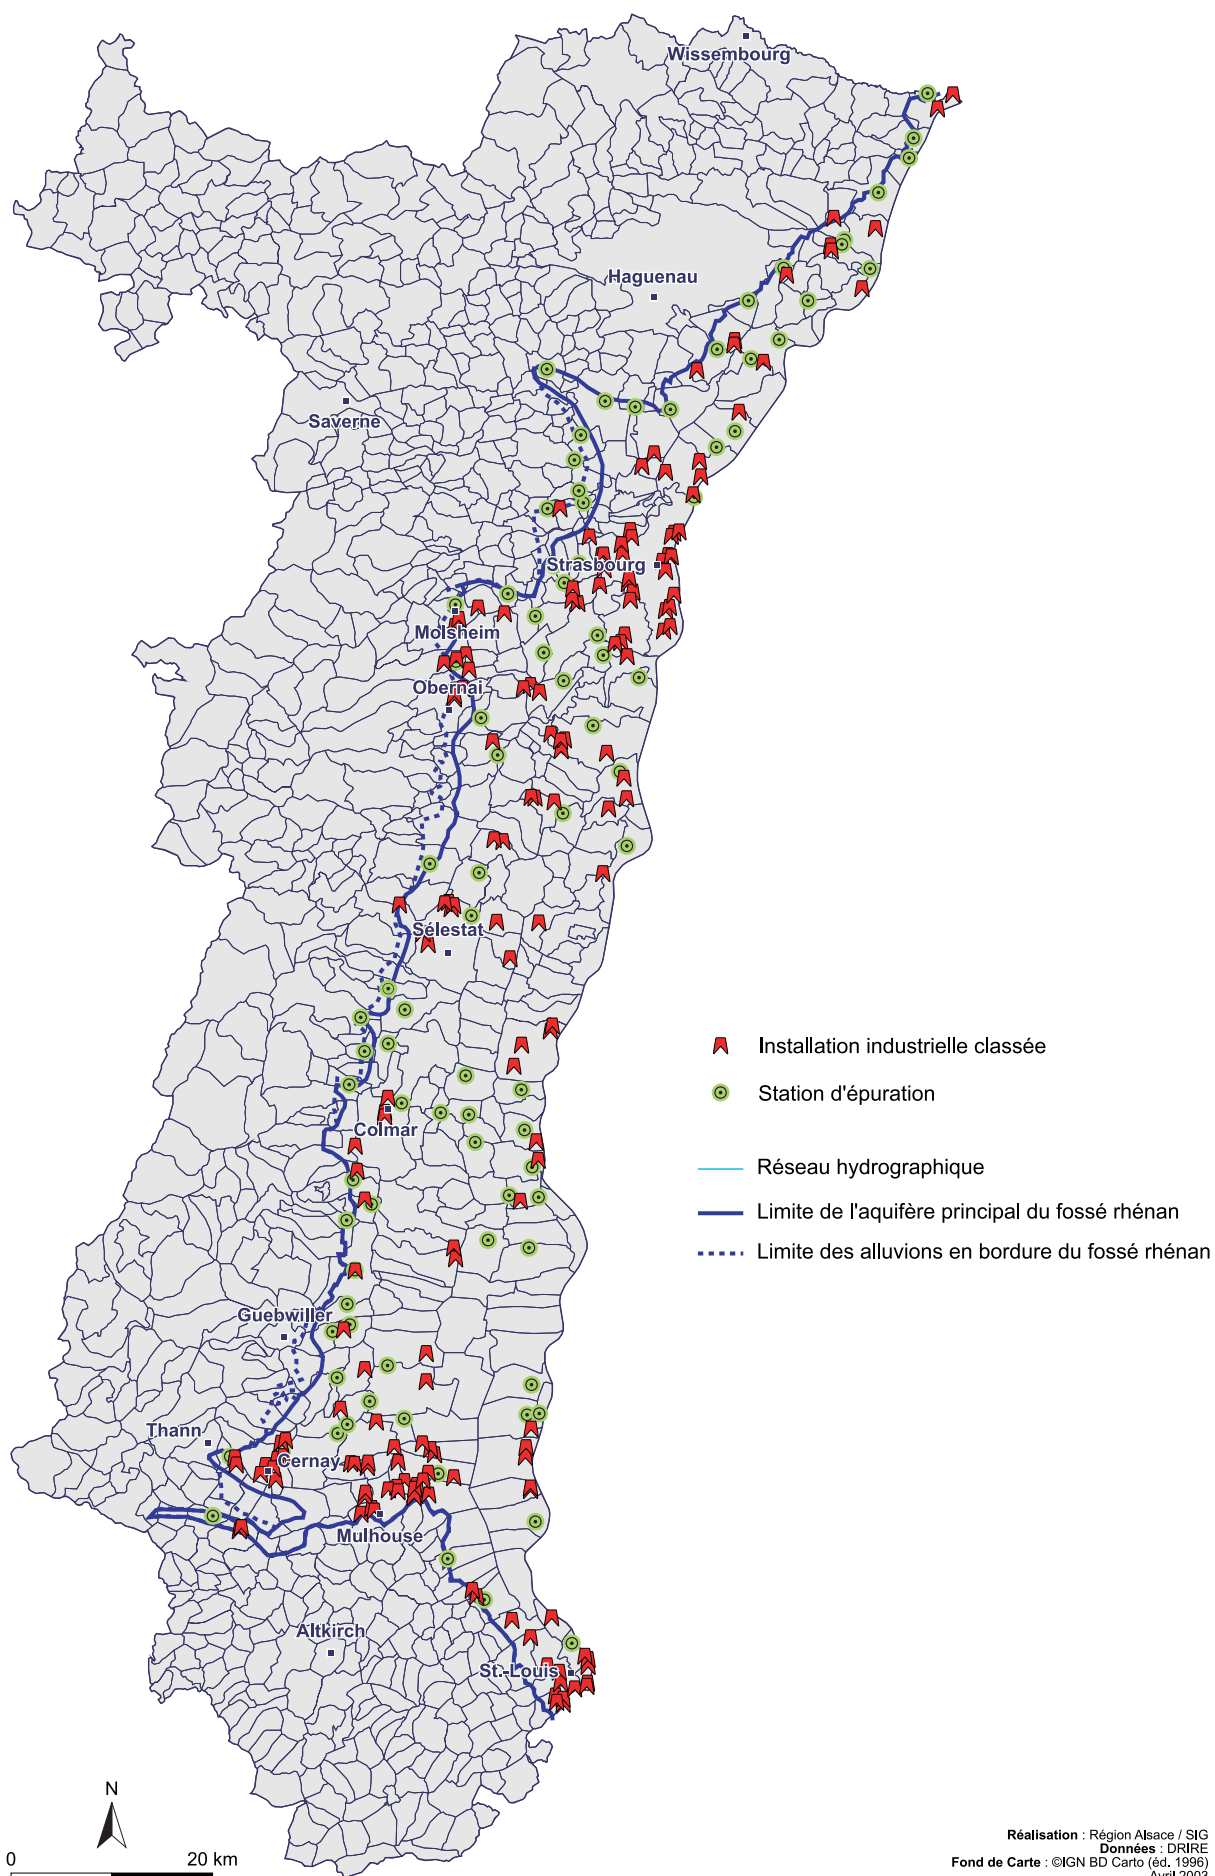 Wissembourg
Haguenau
Saverne
Strasbourg
Molsheim
Obernai
Sélestat
Installation industrielle classée
Station d'épuration
Colmar
Réseau hydrographique
Limite de l'aquifère principal du fossé rhénan
Limite des alluvions en bordure du fossé rhénan
Guebwiller
Thann
Cernay
Mulhouse
Altkirch
St.-Louis
N
0 20 km
Réalisation : Région Alsace / SIG
Données : DRIRE
Fond de Carte : ©IGN BD Carto (éd. 1996)
Avril 2003